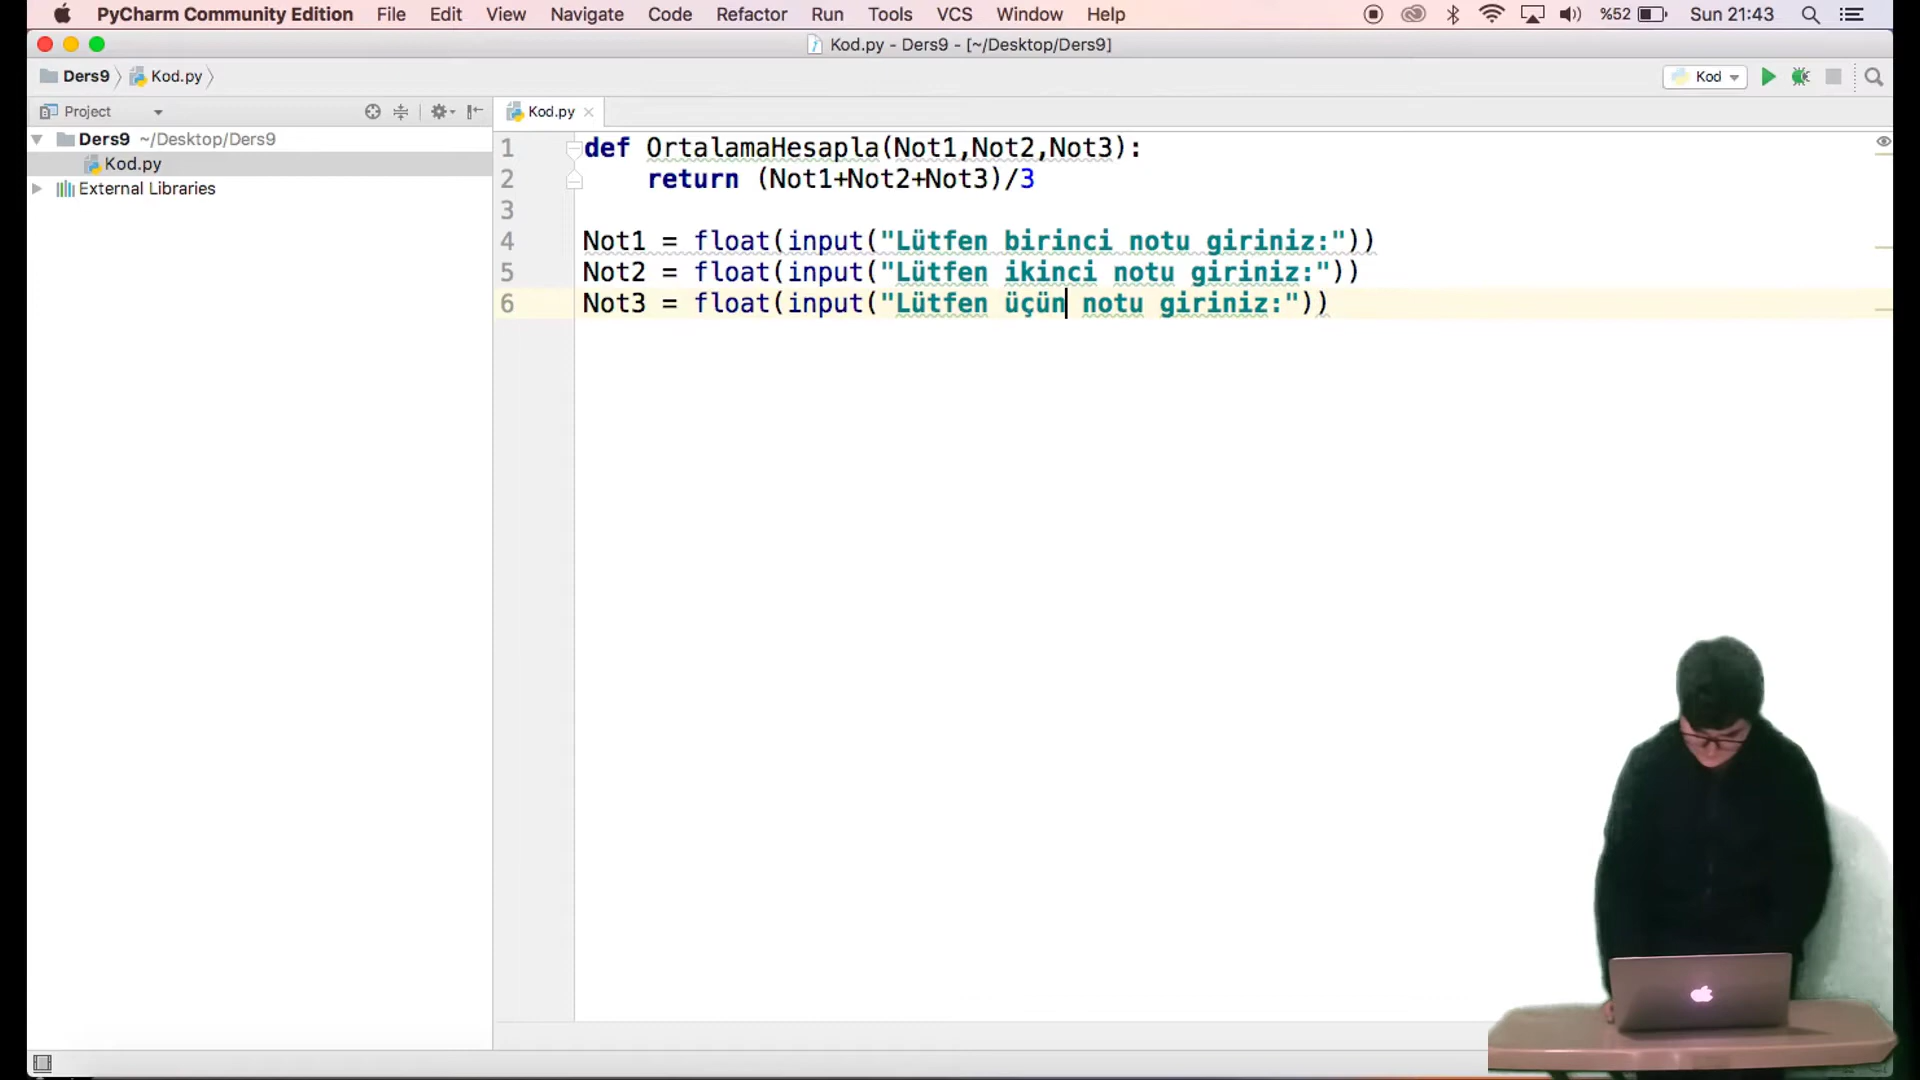 PyCharm Community Edition File Edit View Navigate Code Refactor Run Tools VCS Window Help %52 Sun 21:43
Kod.py - Ders9 - [~/Desktop/Ders9]
Ders9 Kod.py Kod
Project Kod.py
Ders9 ~/Desktop/Ders9
Kod.py
External Libraries
1 def OrtalamaHesapla(Not1,Not2,Not3):
2 return (Not1+Not2+Not3)/3
3
4 Not1 = float(input("Lütfen birinci notu giriniz:"))
5 Not2 = float(input("Lütfen ikinci notu giriniz:"))
6 Not3 = float(input("Lütfen üçün notu giriniz:"))